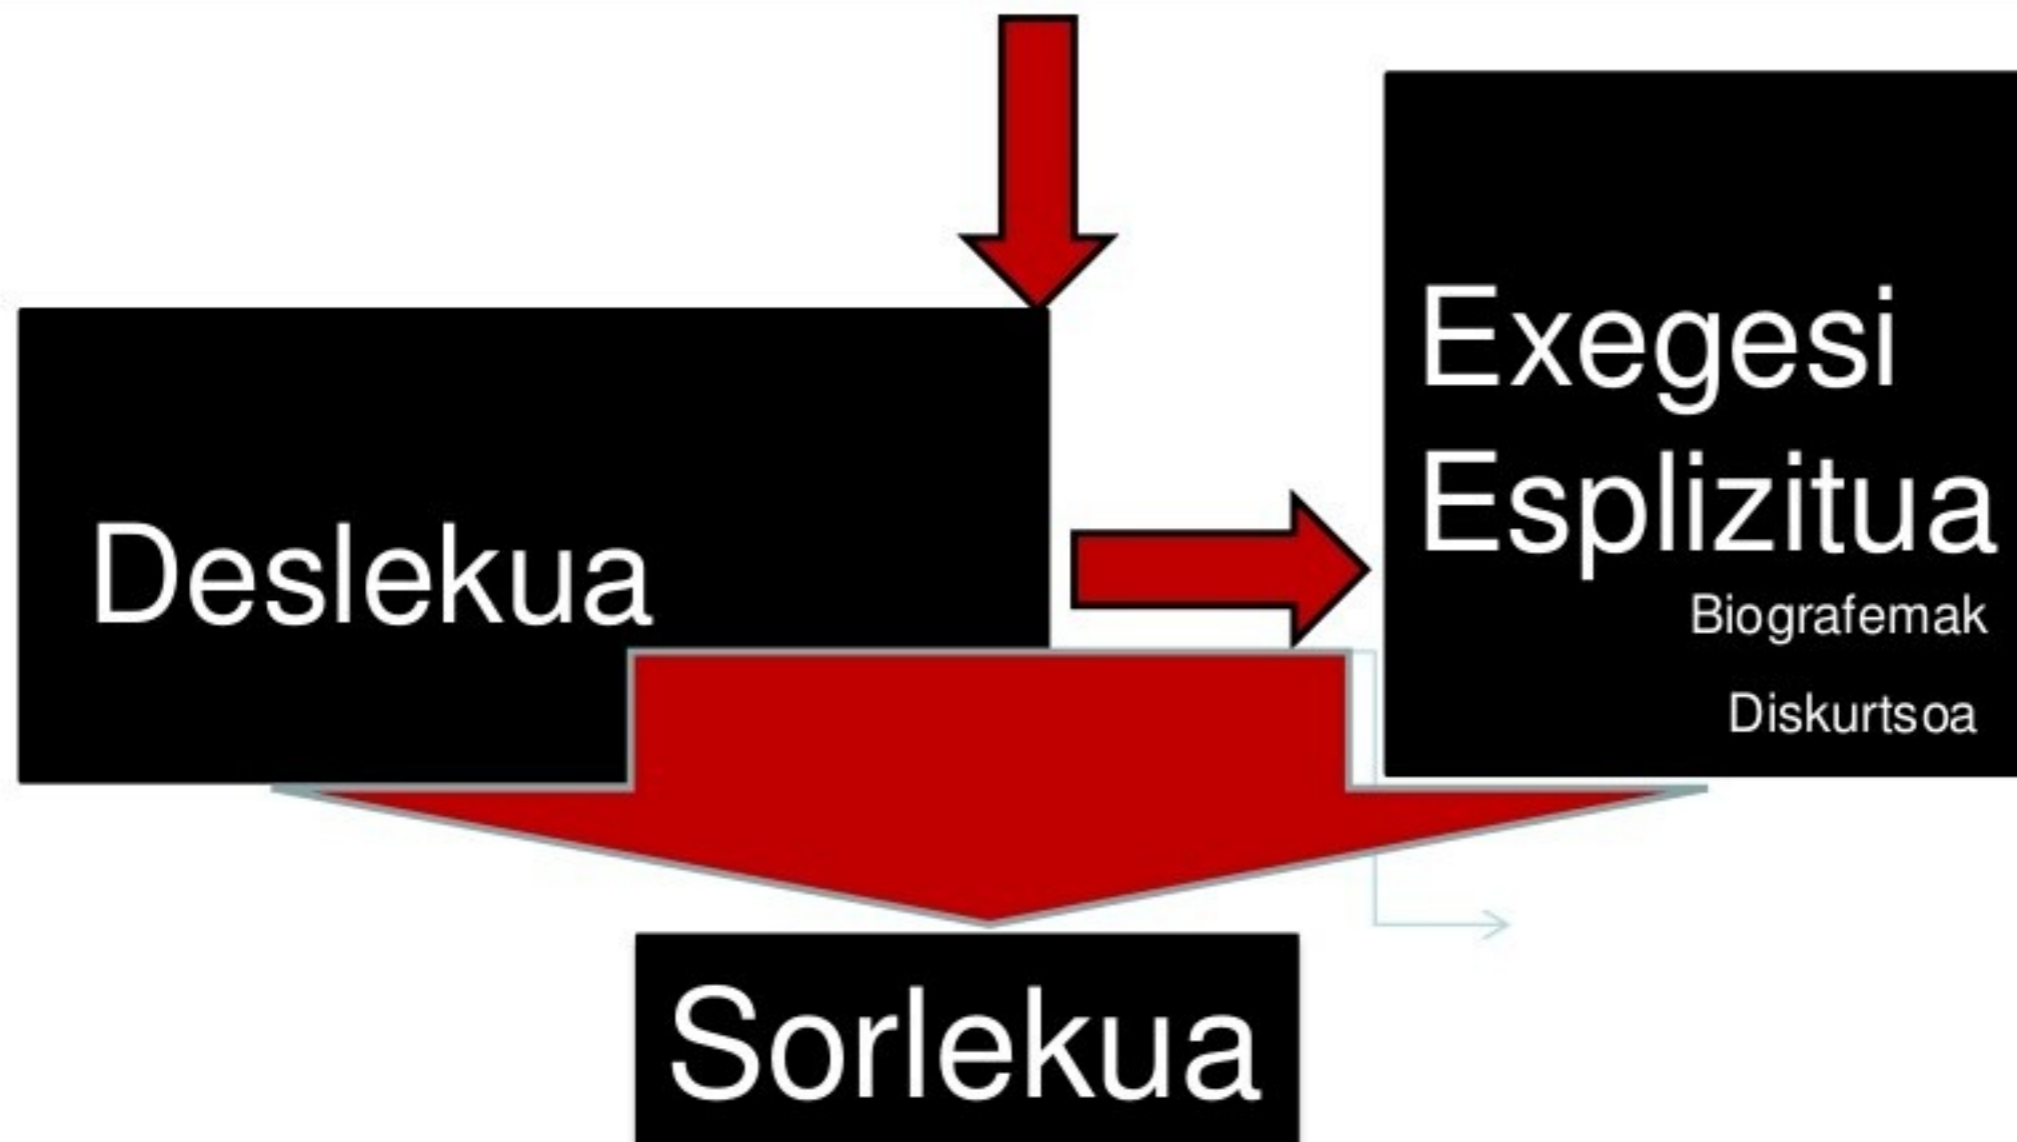 Deslekua
Exegesi
Esplizitua
Biografemak
Diskurtsoa
Sorlekua